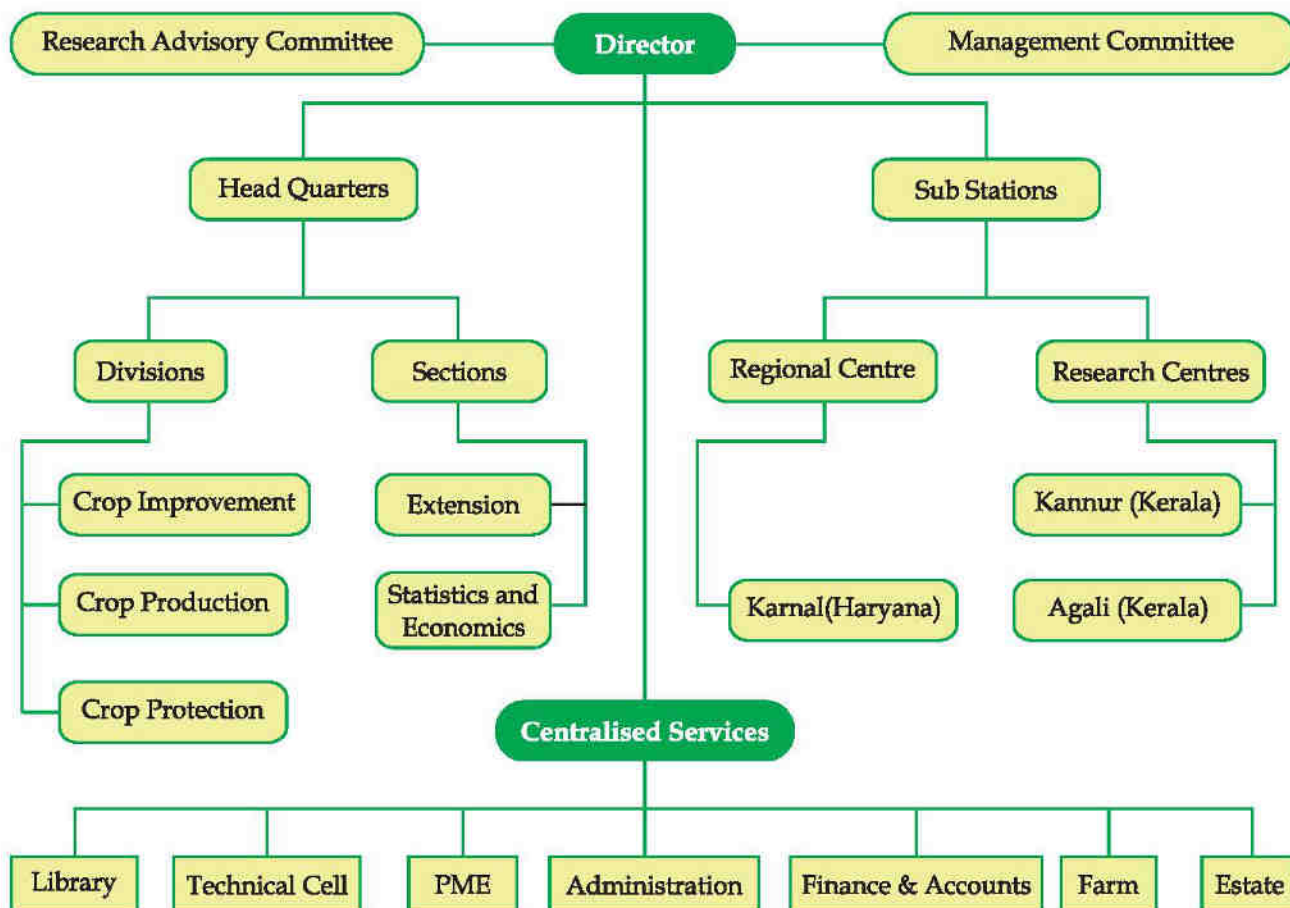 Research Advisory Committee
Director
Management Committee
Head Quarters
Sub Stations
Divisions
Sections
Regional Centre
Research Centres
Crop Improvement
Extension
Kannur (Kerala)
Crop Production
Statistics and
Economics
Karnal(Haryana)
Agali (Kerala)
Crop Protection
Centralised Services
Library
Technical Cell
PME
Administration
Finance & Accounts
Farm
Estate